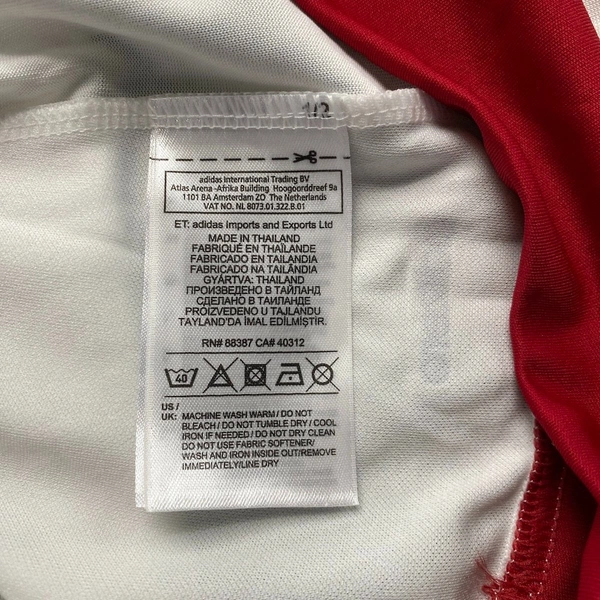 1/2
adidas International Trading BV
Atlas Arena -Afrika Building Hoogoorddreef 9a
1101 BA Amsterdam ZO The Netherlands
VAT NO. NL 8073.01.322.B.01
ET: adidas Imports and Exports Ltd
MADE IN THAILAND
FABRIQUÉ EN THAÏLANDE
FABRICADO EN TAILANDIA
FABRICADO NA TAILÂNDIA
GYÁRTVA: THAILAND
ПРОИЗВЕДЕНО В ТАИЛАНД
СДЕЛАНО В ТАИЛАНДЕ
PROIZVEDENO U TAJLANDU
TAYLAND'DA İMAL EDİLMİŞTİR.
RN# 88387 CA# 40312
40
US /
UK: MACHINE WASH WARM / DO NOT
BLEACH / DO NOT TUMBLE DRY / COOL
IRON IF NEEDED / DO NOT DRY CLEAN
DO NOT USE FABRIC SOFTENER/
WASH AND IRON INSIDE OUT/REMOVE
IMMEDIATELY/LINE DRY